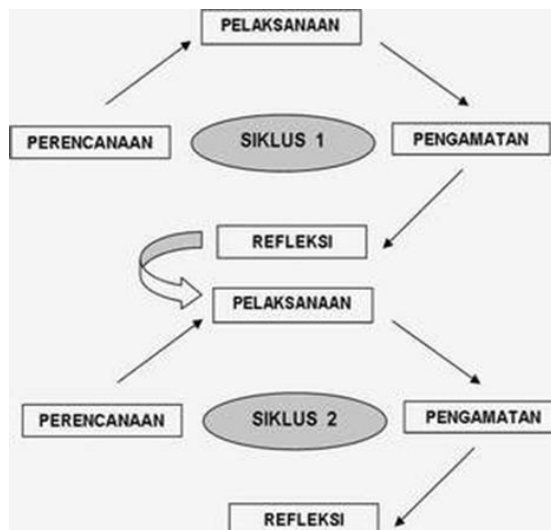 PELAKSANAAN
PERENCANAAN
SIKLUS 1
PENGAMATAN
REFLEKSI
PELAKSANAAN
PERENCANAAN
SIKLUS 2
PENGAMATAN
REFLEKSI